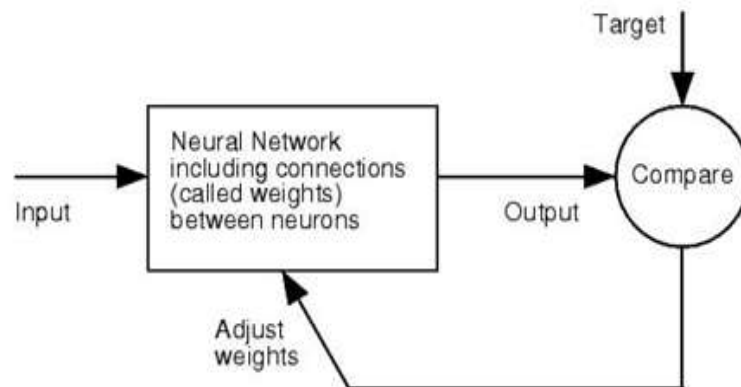 Target
Neural Network
including connections
(called weights)
between neurons
Compare
Input
Output
Adjust
weights